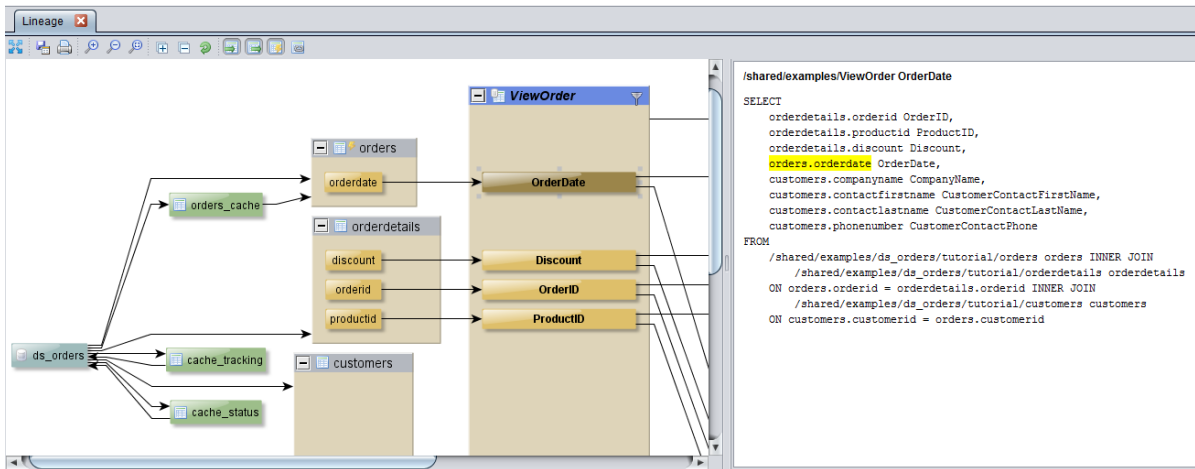 Lineage
ViewOrder
orders
orderdate
OrderDate
orders_cache
orderdetails
discount
Discount
orderid
OrderID
productid
ProductID
ds_orders
cache_tracking
customers
cache_status
/shared/examples/ViewOrder OrderDate
SELECT
orderdetails.orderid OrderID,
orderdetails.productid ProductID,
orderdetails.discount Discount,
orders.orderdate OrderDate,
customers.companyname CompanyName,
customers.contactfirstname CustomerContactFirstName,
customers.contactlastname CustomerContactLastName,
customers.phonenumber CustomerContactPhone
FROM
/shared/examples/ds_orders/tutorial/orders orders INNER JOIN
/shared/examples/ds_orders/tutorial/orderdetails orderdetails
ON orders.orderid = orderdetails.orderid INNER JOIN
/shared/examples/ds_orders/tutorial/customers customers
ON customers.customerid = orders.customerid